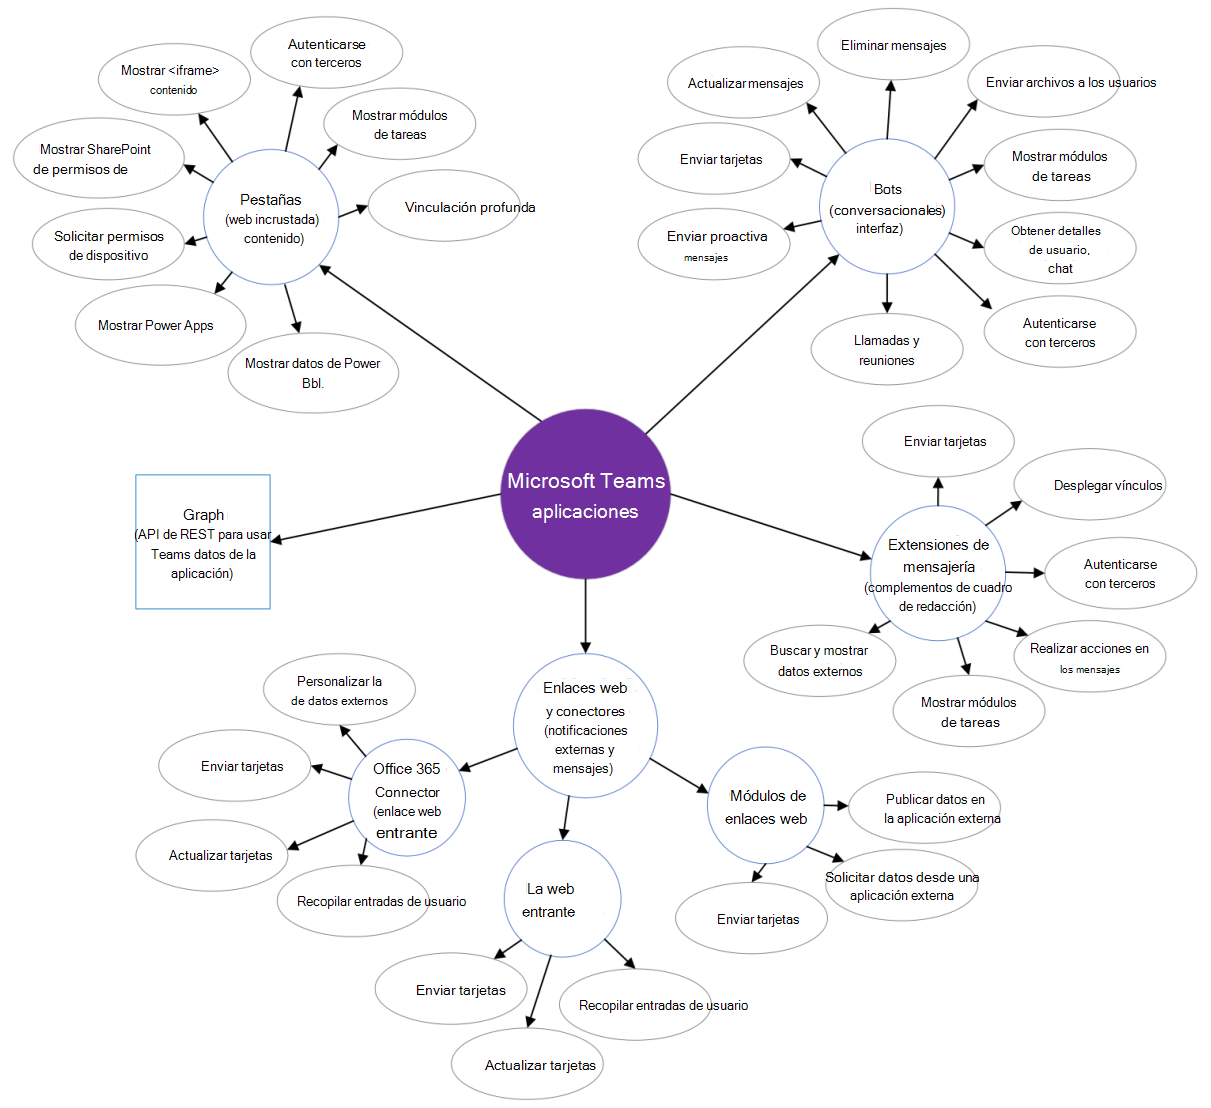 Autenticarse
con terceros
Mostrar <iframe>
contenido
Mostrar módulos
de tareas
Mostrar SharePoint
de permisos de
Vinculación profunda
Solicitar permisos
de dispositivo
Mostrar Power Apps
Mostrar datos de Power
Bbl.
Pestañas
(web incrustada)
contenido)
Eliminar mensajes
Actualizar mensajes
Enviar archivos a los usuarios
Enviar tarjetas
Mostrar módulos
de tareas
Enviar proactiva
mensajes
Obtener detalles
de usuario,
chat
Llamadas y
reuniones
Autenticarse
con terceros
Bots
(conversacionales)
interfaz)
Microsoft Teams
aplicaciones
Graph
(API de REST para usar
Teams datos de la
aplicación)
Enviar tarjetas
Desplegar vínculos
Autenticarse
con terceros
Realizar acciones en
los mensajes
Mostrar módulos
de tareas
Buscar y mostrar
datos externos
Extensiones de
mensajería
(complementos de cuadro
de redacción)
Enlaces web
y conectores
(notificaciones
externas y
mensajes)
Personalizar la
de datos externos
Enviar tarjetas
Actualizar tarjetas
Recopilar entradas de usuario
Office 365
Connector
(enlace web
entrante
La web
entrante
Enviar tarjetas
Actualizar tarjetas
Recopilar entradas de usuario
Módulos de
enlaces web
Publicar datos en
la aplicación externa
Solicitar datos desde una
aplicación externa
Enviar tarjetas